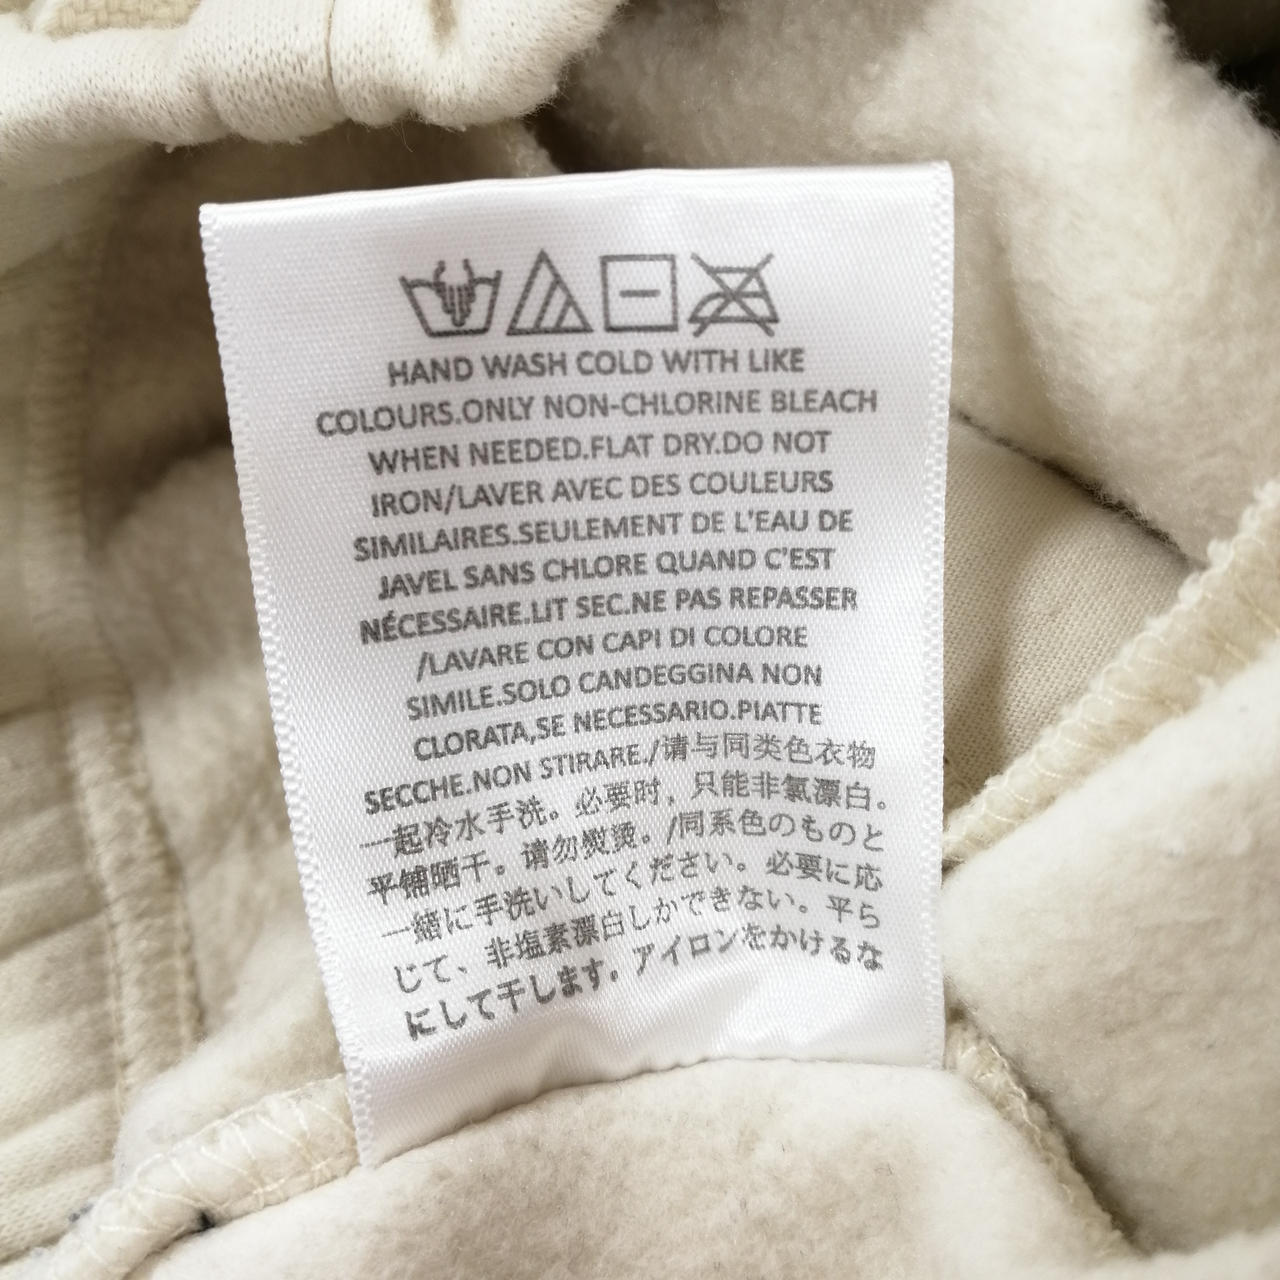 HAND WASH COLD WITH LIKE
COLOURS.ONLY NON-CHLORINE BLEACH
WHEN NEEDED.FLAT DRY.DO NOT
IRON/LAVER AVEC DES COULEURS
SIMILAIRES.SEULEMENT DE L'EAU DE
JAVEL SANS CHLORE QUAND C'EST
NÉCESSAIRE.LIT SEC.NE PAS REPASSER
/LAVARE CON CAPI DI COLORE
SIMILE.SOLO CANDEGGINA NON
CLORATA,SE NECESSARIO.PIATTE
SECCHE.NON STIRARE./请与同类色衣物
一起冷水手洗。必要时，只能非氯漂白。
平铺晒干。请勿熨烫。/同系色のものと
一緒に手洗いしてください。必要に応
じて、非塩素漂白しかできない。平ら
にして干します。アイロンをかけるな